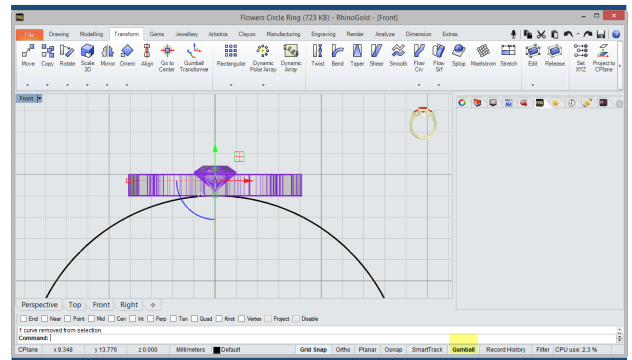 Flowers Circle Ring (723 KB) - RhinoGold - [Front]
File Drawing Modelling Transform Gems Jewellery Artistics Clayoo Manufacturing Engraving Render Analyze Dimension Extras
Move Copy Rotate Scale 3D Mirror Orient Align Go to Center Gumball Transformer Rectangular Dynamic Polar Array Dynamic Array Twist Bend Taper Shear Smooth Flow Crv Flow Srf Splop Maelstrom Stretch Edit Release Set XYZ Project to CPlane
Front
Perspective Top Front Right
End Near Point Mid Cen Int Perp Tan Quad Knot Vertex Project Disable
1 curve removed from selection.
Command:
CPlane x 9.348 y 13.776 z 0.000 Millimeters Default Grid Snap Ortho Planar Osnap SmartTrack Gumball Record History Filter CPU use: 2.3 %